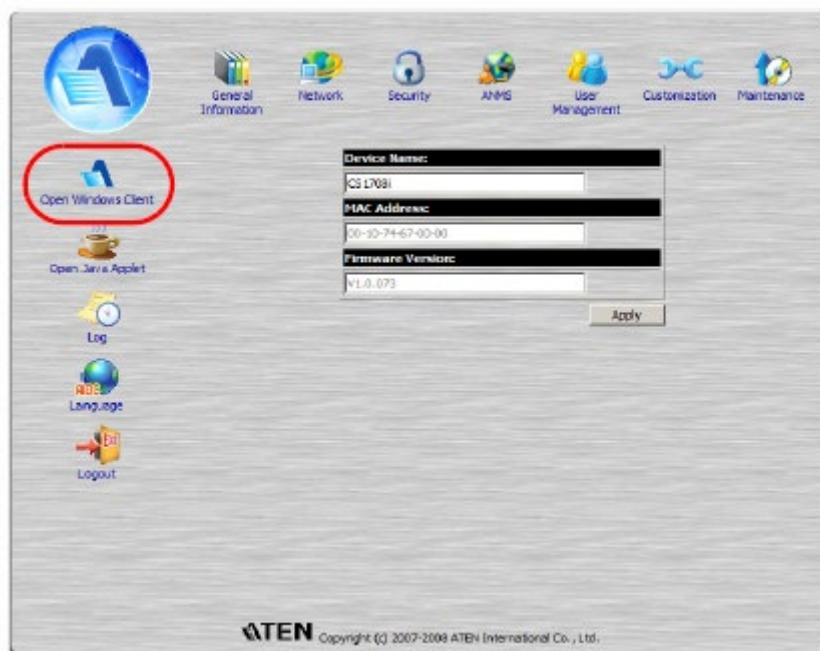 General Information
Network
Security
ANMS
User Management
Customization
Maintenance
Open Windows Client
Open Java Applet
Log
Language
Logout
Device Name:
CS1708i
MAC Address:
00-10-74-67-00-00
Firmware Version:
V1.0.073
Apply
Exit
ATEN Copyright (c) 2007-2008 ATEN International Co., Ltd.